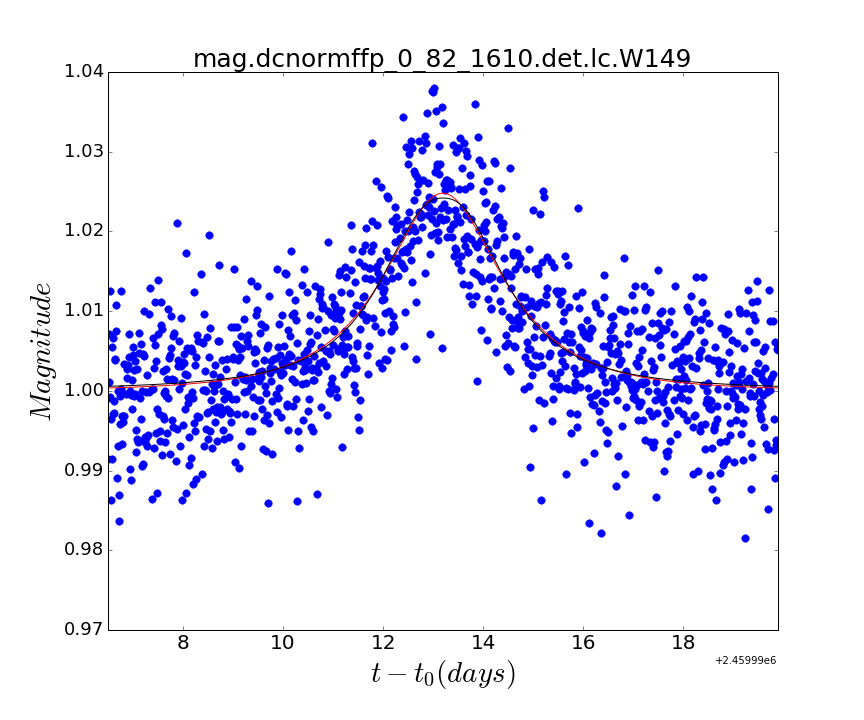 mag.dcnormffp_0_82_1610.det.lc.W149
1.04
1.03
1.02
1.01
1.00
0.99
0.98
0.97
Magnitude
8 10 12 14 16 18
+2.45999e6
t − t₀(days)